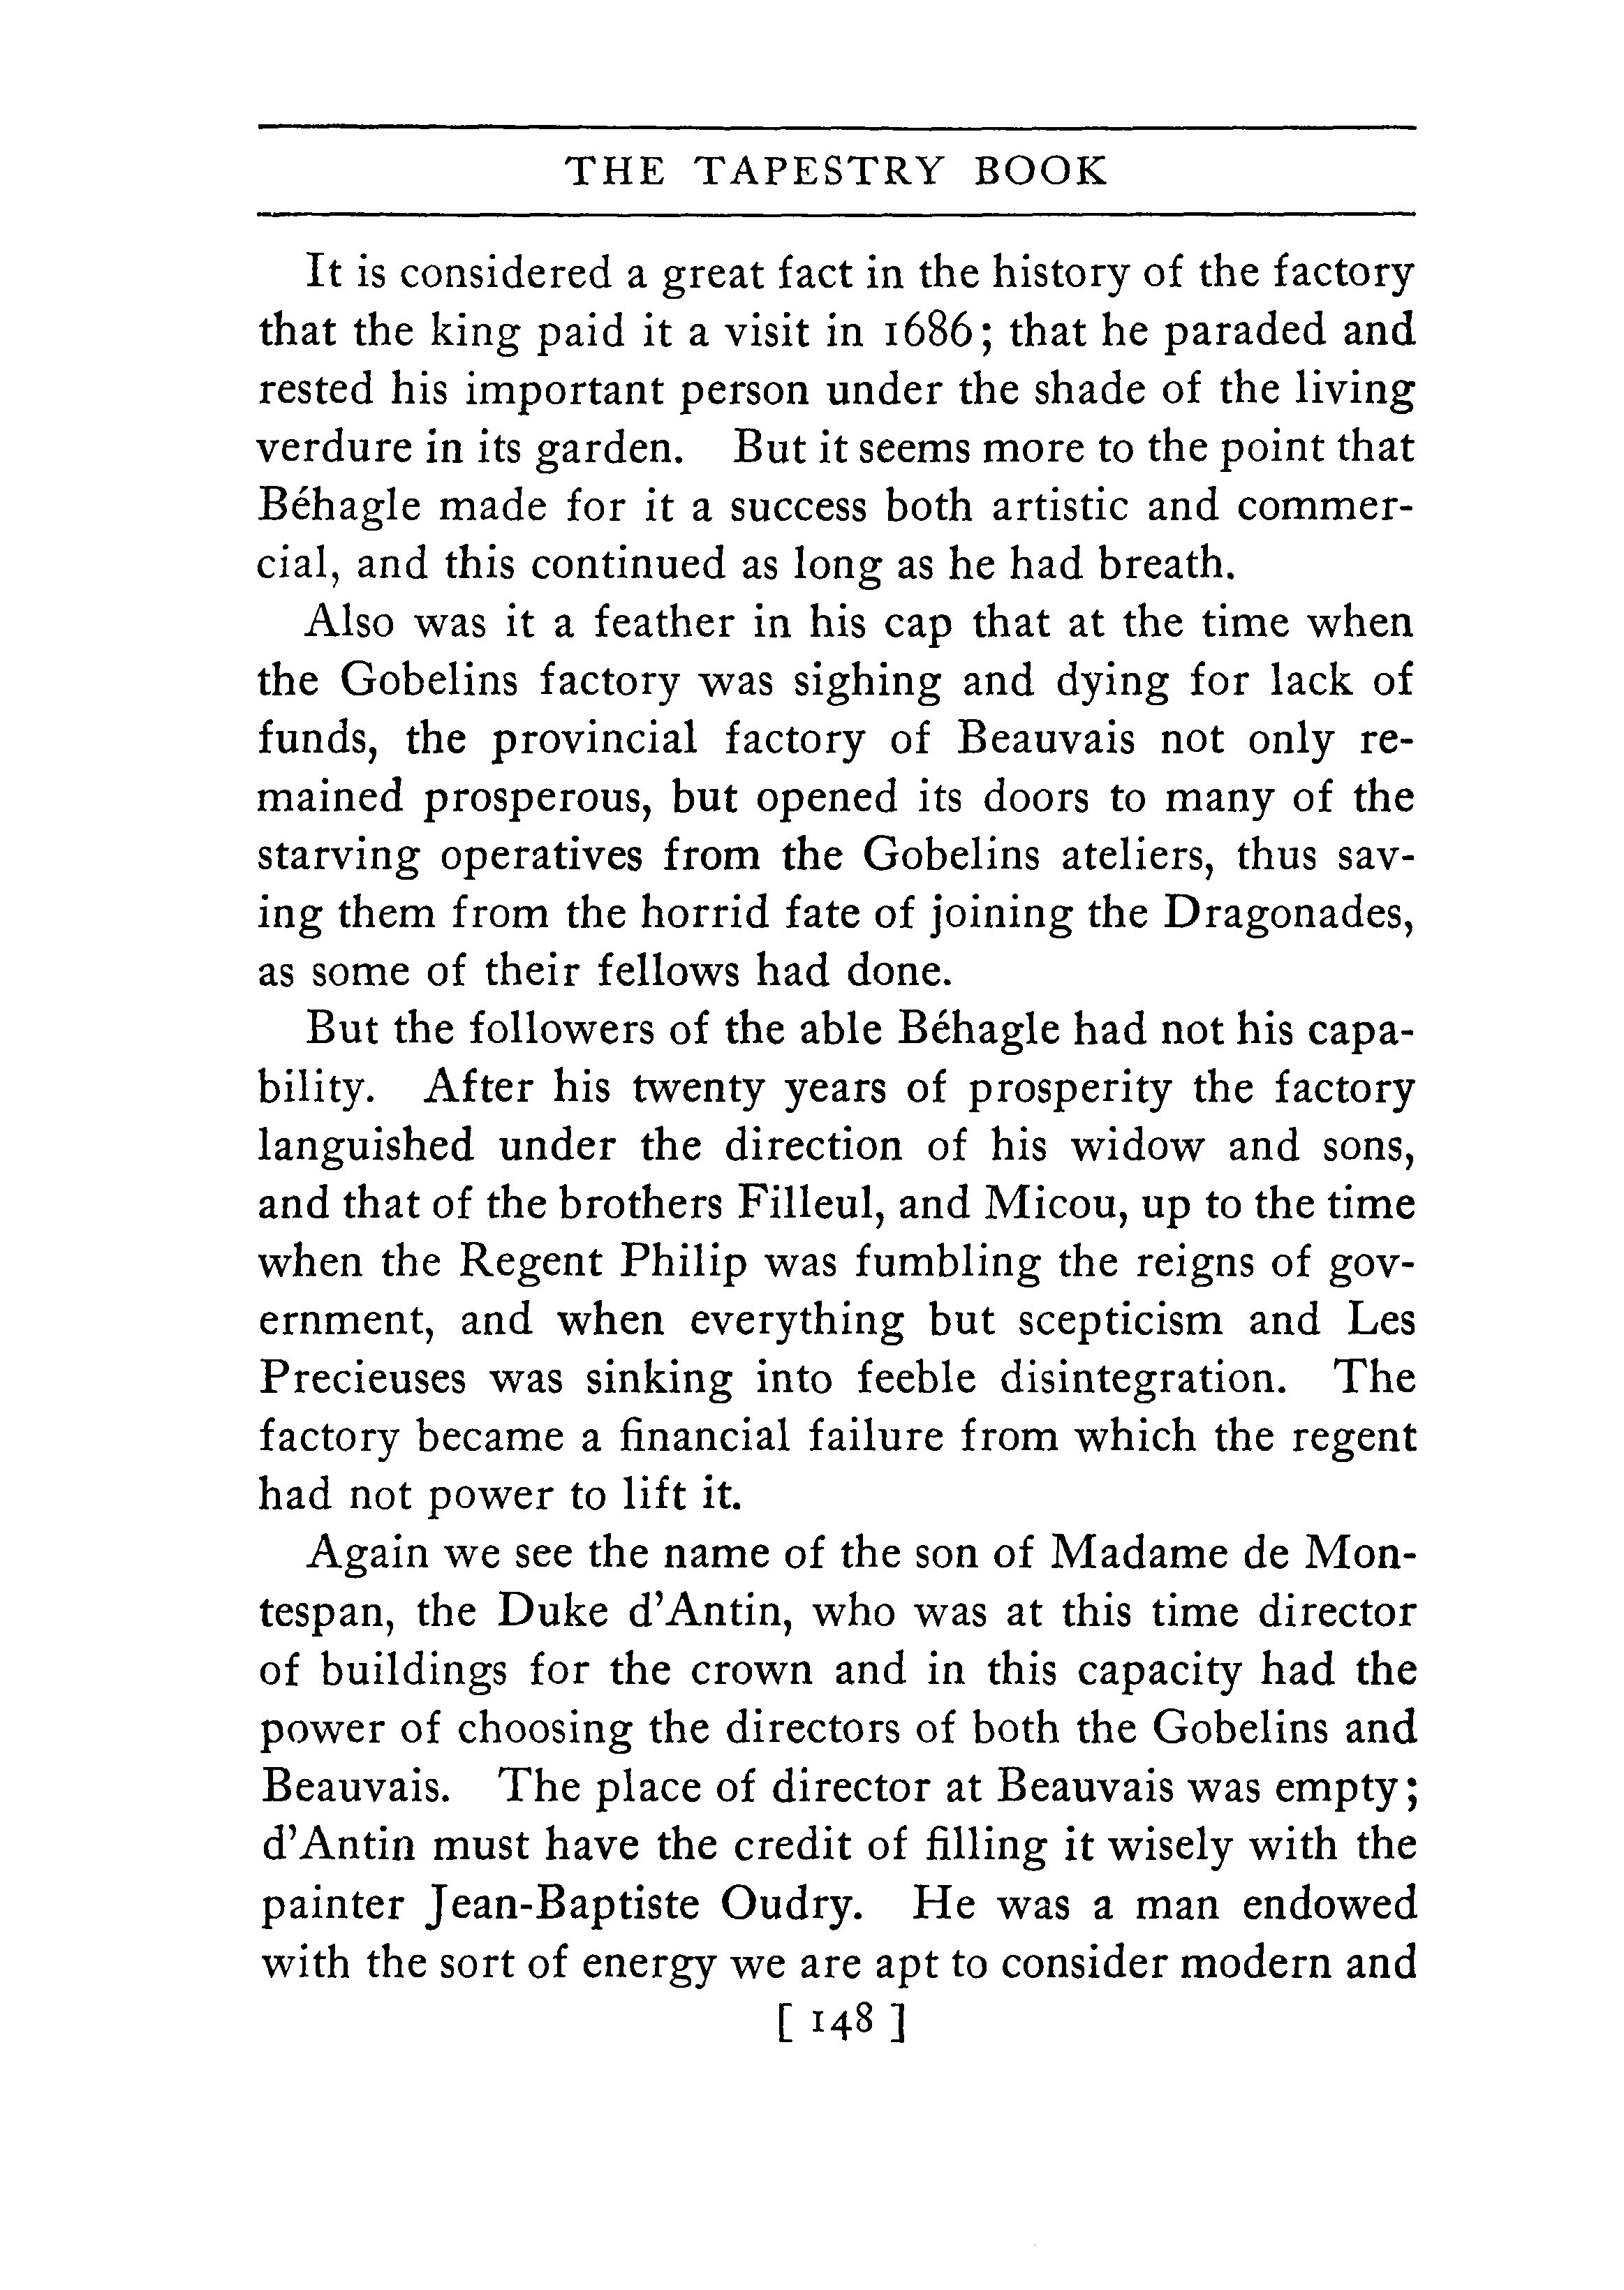 THE TAPESTRY BOOK
It is considered a great fact in the history of the factory
that the king paid it a visit in 1686; that he paraded and
rested his important person under the shade of the living
verdure in its garden. But it seems more to the point that
Béhagle made for it a success both artistic and commer-
cial, and this continued as long as he had breath.
Also was it a feather in his cap that at the time when
the Gobelins factory was sighing and dying for lack of
funds, the provincial factory of Beauvais not only re-
mained prosperous, but opened its doors to many of the
starving operatives from the Gobelins ateliers, thus sav-
ing them from the horrid fate of joining the Dragonades,
as some of their fellows had done.
But the followers of the able Béhagle had not his capa-
bility. After his twenty years of prosperity the factory
languished under the direction of his widow and sons,
and that of the brothers Filleul, and Micou, up to the time
when the Regent Philip was fumbling the reigns of gov-
ernment, and when everything but scepticism and Les
Precieuses was sinking into feeble disintegration. The
factory became a financial failure from which the regent
had not power to lift it.
Again we see the name of the son of Madame de Mon-
tespan, the Duke d'Antin, who was at this time director
of buildings for the crown and in this capacity had the
power of choosing the directors of both the Gobelins and
Beauvais. The place of director at Beauvais was empty;
d'Antin must have the credit of filling it wisely with the
painter Jean-Baptiste Oudry. He was a man endowed
with the sort of energy we are apt to consider modern and
[ 148 ]